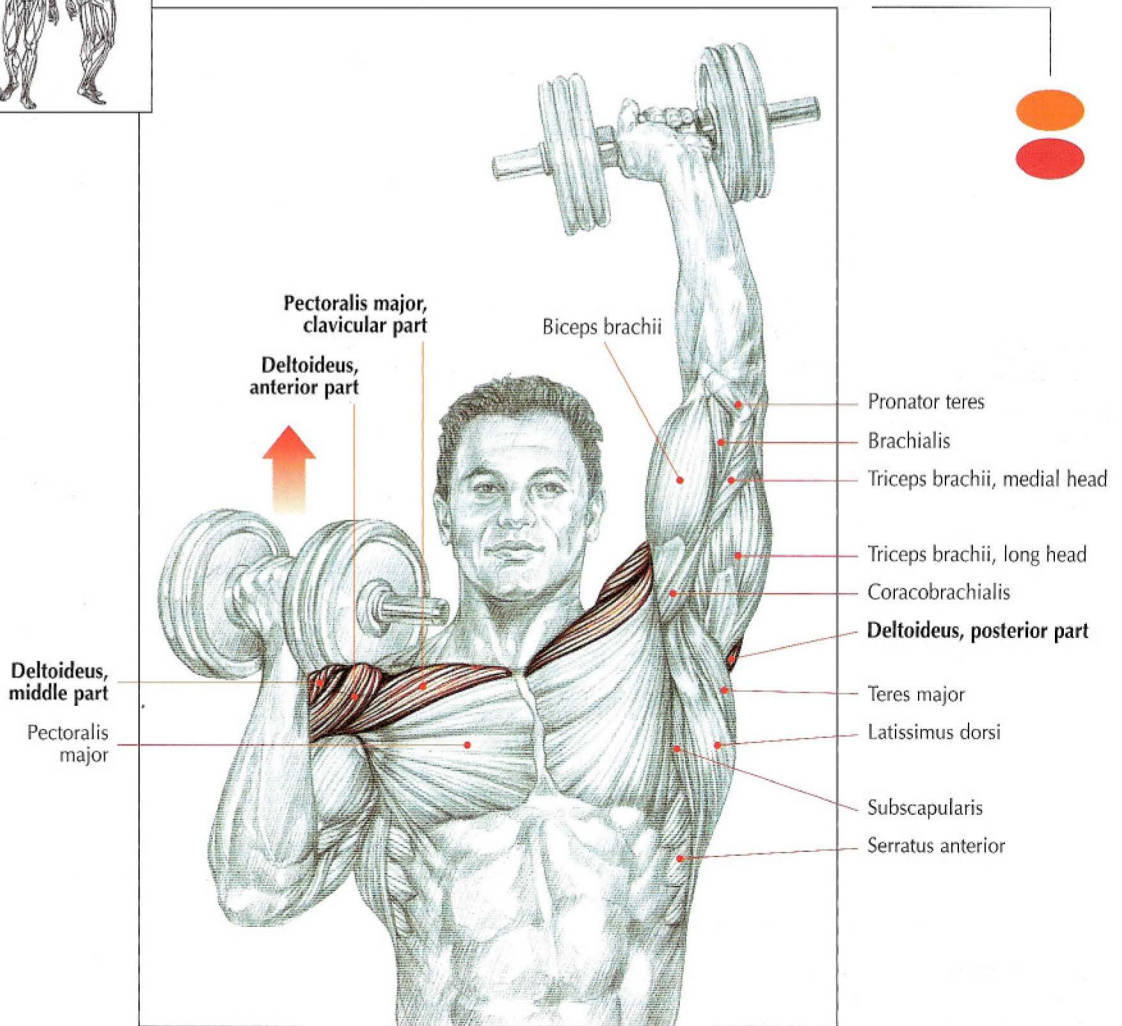 Pectoralis major,
clavicular part
Deltoideus,
anterior part
Biceps brachii
Pronator teres
Brachialis
Triceps brachii, medial head
Triceps brachii, long head
Coracobrachialis
Deltoideus, posterior part
Teres major
Latissimus dorsi
Subscapularis
Serratus anterior
Deltoideus,
middle part
Pectoralis
major